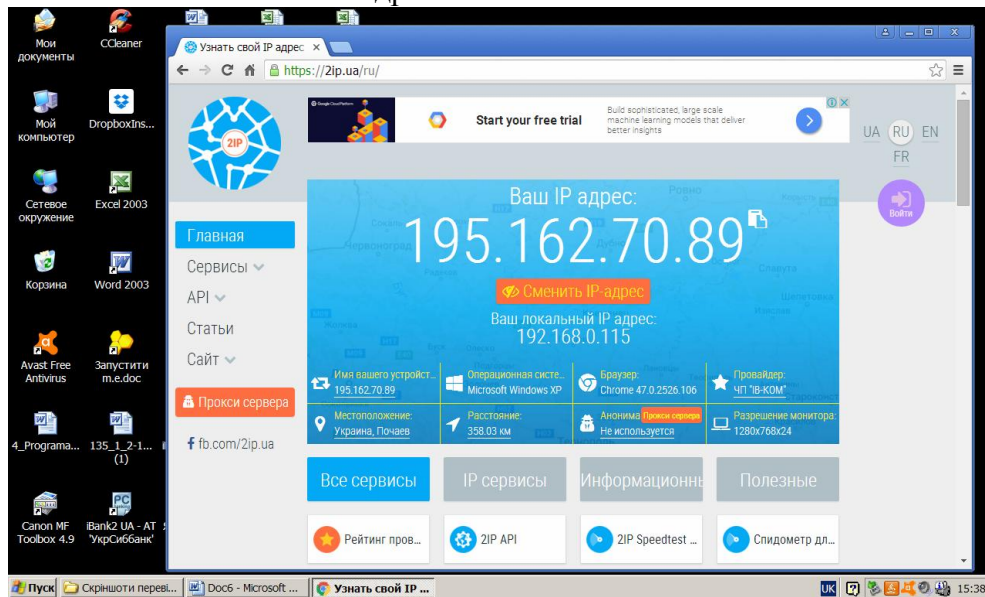 Мои документы
CCleaner
Мой компьютер
DropboxIns...
Сетевое окружение
Excel 2003
Корзина
Word 2003
Avast Free Antivirus
Запустити m.e.doc
4_Programa...
135_1_2-1... (1)
Canon MF Toolbox 4.9
iBank2 UA - АТ 'УкрСиббанк'
Узнать свой IP адрес
https://2ip.ua/ru/
2IP
Google Cloud Platform
Start your free trial
Build sophisticated, large scale
machine learning models that deliver
better insights
UA RU EN
FR
Войти
Главная
Сервисы
API
Статьи
Сайт
Прокси сервера
fb.com/2ip.ua
Ваш IP адрес:
195.162.70.89
Сменить IP-адрес
Ваш локальный IP адрес:
192.168.0.115
Имя вашего устройст...
195.162.70.89
Операционная систе...
Microsoft Windows XP
Браузер:
Chrome 47.0.2526.106
Провайдер:
ЧП "ІВ-КОМ"
Местоположение:
Украина, Почаев
Расстояние:
358.03 км
Анонима Прокси сервера
Не используется
Разрешение монитора:
1280x768x24
Все сервисы
IP сервисы
Информационны
Полезные
Рейтинг пров...
2IP API
2IP Speedtest ...
Спидометр дл...
Пуск
Скріншоти переві...
Doc6 - Microsoft ...
Узнать свой IP ...
UK
15:38